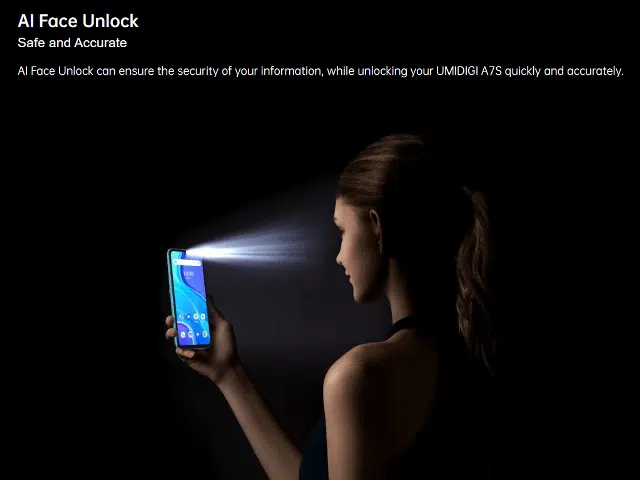 AI Face Unlock
Safe and Accurate
AI Face Unlock can ensure the security of your information, while unlocking your UMIDIGI A7S quickly and accurately.